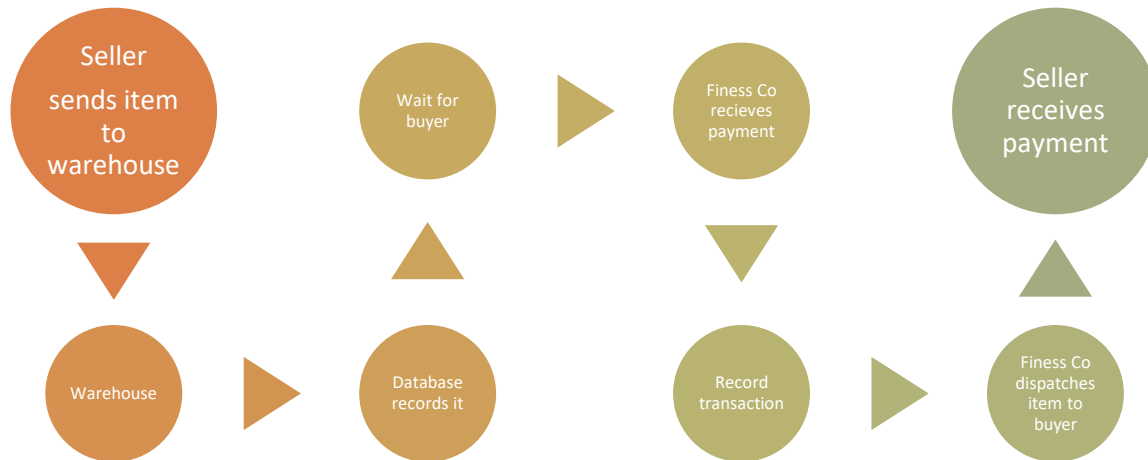 Seller
sends item
to
warehouse
Warehouse
Database
records it
Wait for
buyer
Finess Co
recieves
payment
Record
transaction
Finess Co
dispatches
item to
buyer
Seller
receives
payment